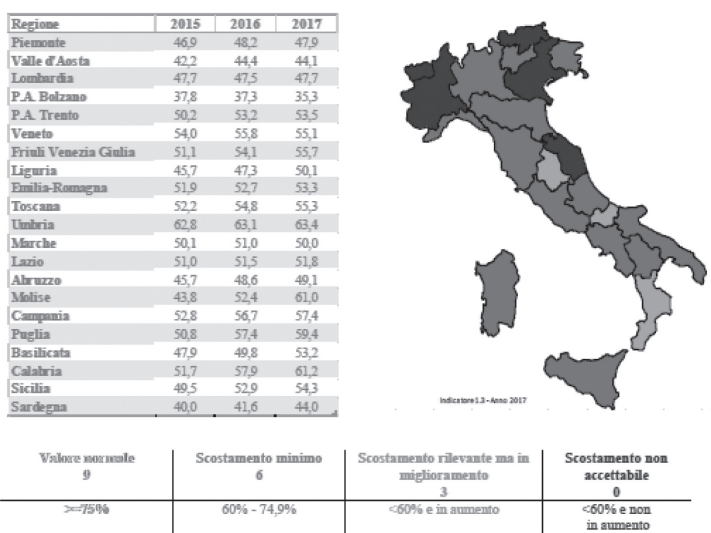 Regione 2015 2016 2017
Piemonte 46,9 48,2 47,9
Valle d'Aosta 42,2 44,4 44,1
Lombardia 47,7 47,5 47,7
P.A. Bolzano 37,8 37,3 35,3
P.A. Trento 50,2 53,2 53,5
Veneto 54,0 55,8 55,1
Friuli Venezia Giulia 51,1 54,1 55,7
Liguria 45,7 47,3 50,1
Emilia-Romagna 51,9 52,7 53,3
Toscana 52,2 54,8 55,3
Umbria 62,8 63,1 63,4
Marche 50,1 51,0 50,0
Lazio 51,0 51,5 51,8
Abruzzo 45,7 48,6 49,1
Molise 43,8 52,4 61,0
Campania 52,8 56,7 57,4
Puglia 50,8 57,4 59,4
Basilicata 47,9 49,8 53,2
Calabria 51,7 57,9 61,2
Sicilia 49,5 52,9 54,3
Sardegna 40,0 41,6 44,0
Indicatore 1.3 - Anno 2017
Valore normale Scostamento minimo Scostamento rilevante ma in Scostamento non
9 6 miglioramento accettabile
3 0
>=75% 60% - 74,9% <60% e in aumento <60% e non
in aumento